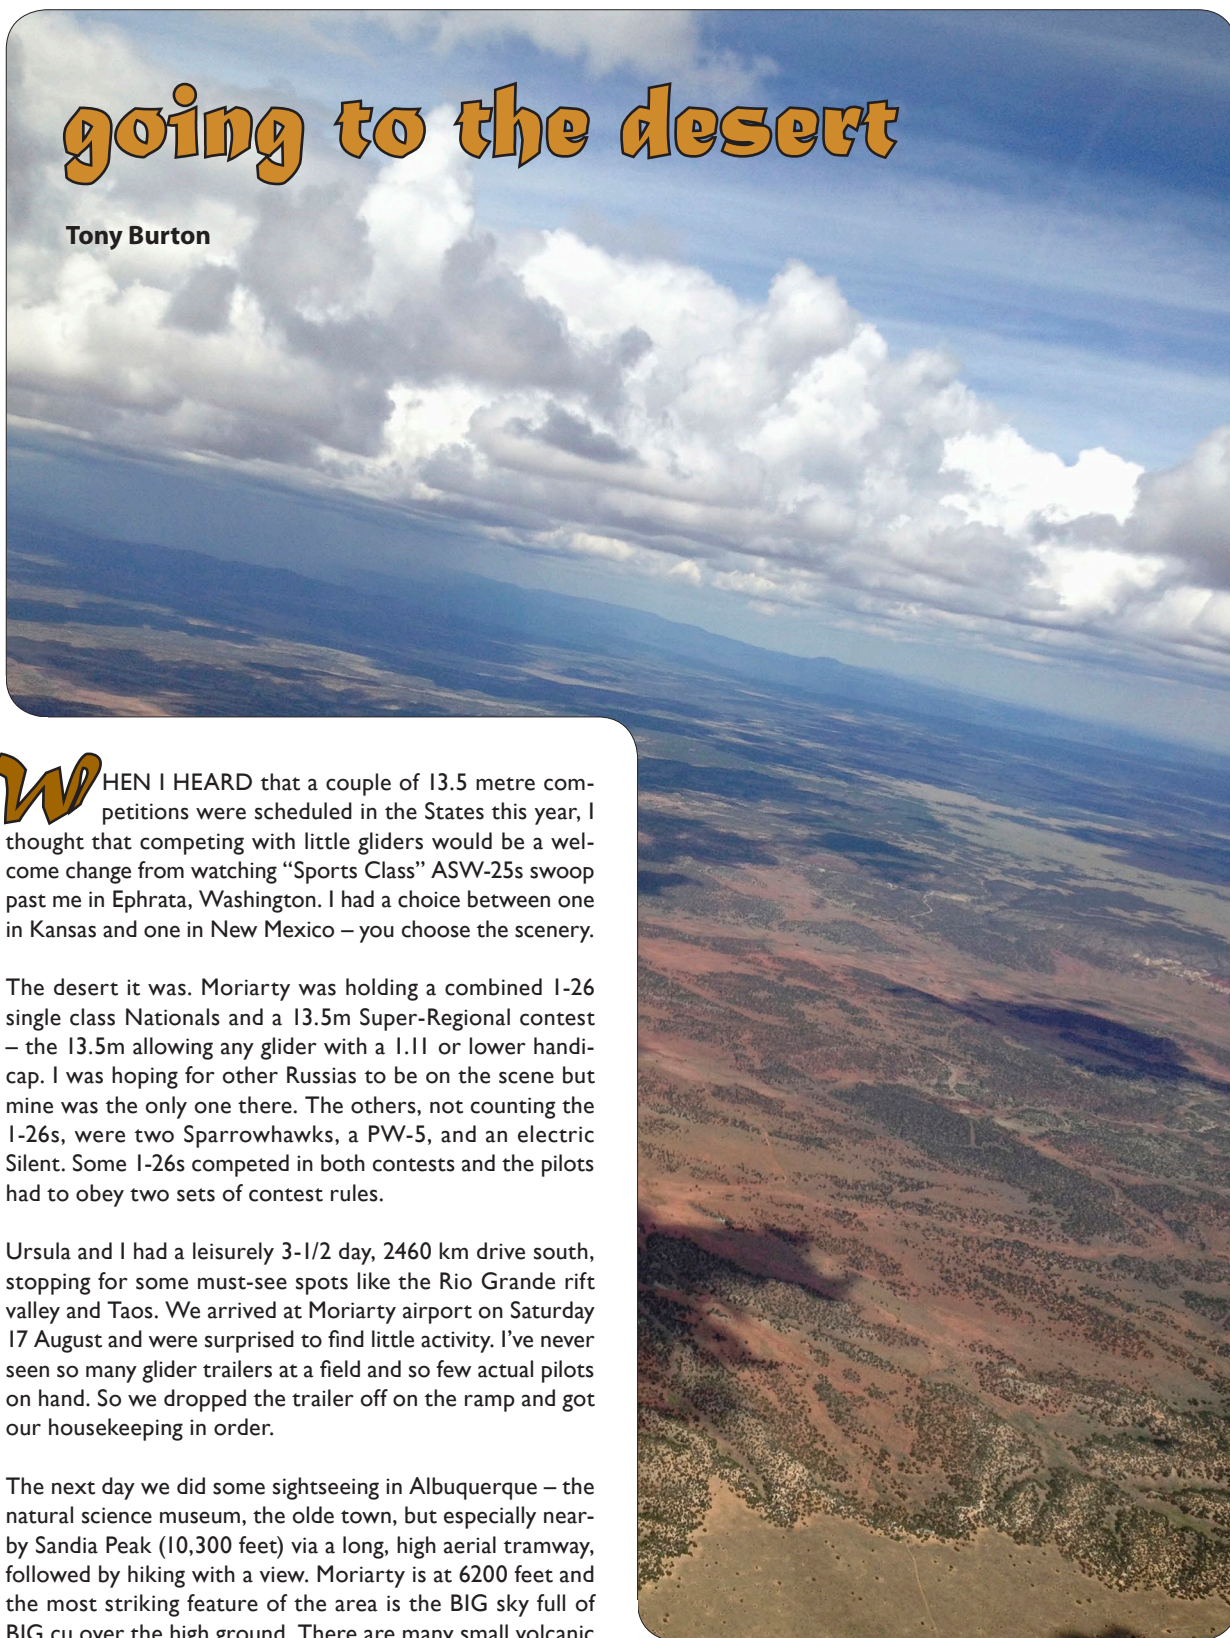 going to the desert
Tony Burton
WHEN I HEARD that a couple of 13.5 metre com-
petitions were scheduled in the States this year, I
thought that competing with little gliders would be a wel-
come change from watching “Sports Class” ASW-25s swoop
past me in Ephrata, Washington. I had a choice between one
in Kansas and one in New Mexico – you choose the scenery.
The desert it was. Moriarty was holding a combined 1-26
single class Nationals and a 13.5m Super-Regional contest
– the 13.5m allowing any glider with a 1.11 or lower handi-
cap. I was hoping for other Russias to be on the scene but
mine was the only one there. The others, not counting the
1-26s, were two Sparrowhawks, a PW-5, and an electric
Silent. Some 1-26s competed in both contests and the pilots
had to obey two sets of contest rules.
Ursula and I had a leisurely 3-1/2 day, 2460 km drive south,
stopping for some must-see spots like the Rio Grande rift
valley and Taos. We arrived at Moriarty airport on Saturday
17 August and were surprised to find little activity. I’ve never
seen so many glider trailers at a field and so few actual pilots
on hand. So we dropped the trailer off on the ramp and got
our housekeeping in order.
The next day we did some sightseeing in Albuquerque – the
natural science museum, the olde town, but especially near-
by Sandia Peak (10,300 feet) via a long, high aerial tramway,
followed by hiking with a view. Moriarty is at 6200 feet and
the most striking feature of the area is the BIG sky full of
BIG cu over the high ground. There are many small volcanic